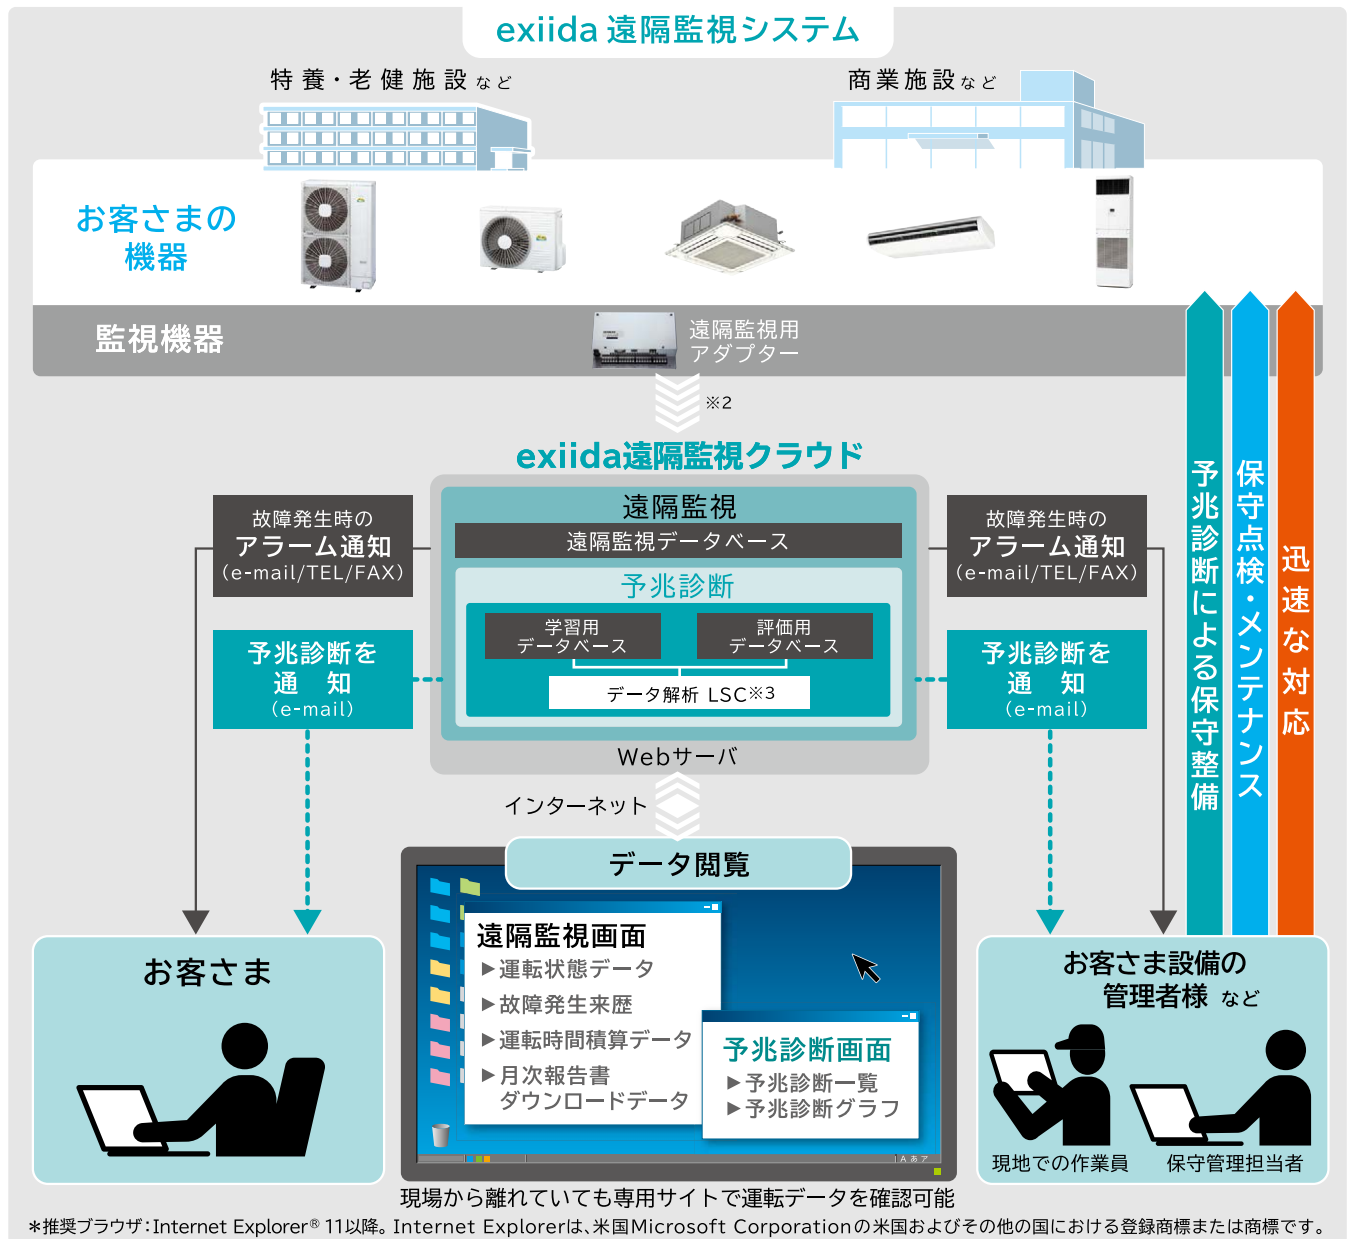 exiida 遠隔監視システム
特養・老健施設 など
商業施設など
お客さまの
機器
監視機器
遠隔監視用
アダプター
※2
exiida遠隔監視クラウド
遠隔監視
遠隔監視データベース
予兆診断
学習用
データベース
評価用
データベース
データ解析 LSC※3
Webサーバ
故障発生時の
アラーム通知
(e-mail/TEL/FAX)
予兆診断を
通 知
(e-mail)
故障発生時の
アラーム通知
(e-mail/TEL/FAX)
予兆診断を
通 知
(e-mail)
予兆診断による保守整備
保守点検・メンテナンス
迅速な対応
インターネット
データ閲覧
遠隔監視画面
▶運転状態データ
▶故障発生来歴
▶運転時間積算データ
▶月次報告書
ダウンロードデータ
予兆診断画面
▶予兆診断一覧
▶予兆診断グラフ
A あ ア
お客さま
お客さま設備の
管理者様 など
現地での作業員
保守管理担当者
現場から離れていても専用サイトで運転データを確認可能
*推奨ブラウザ：Internet Explorer® 11以降。Internet Explorerは、米国Microsoft Corporationの米国およびその他の国における登録商標または商標です。